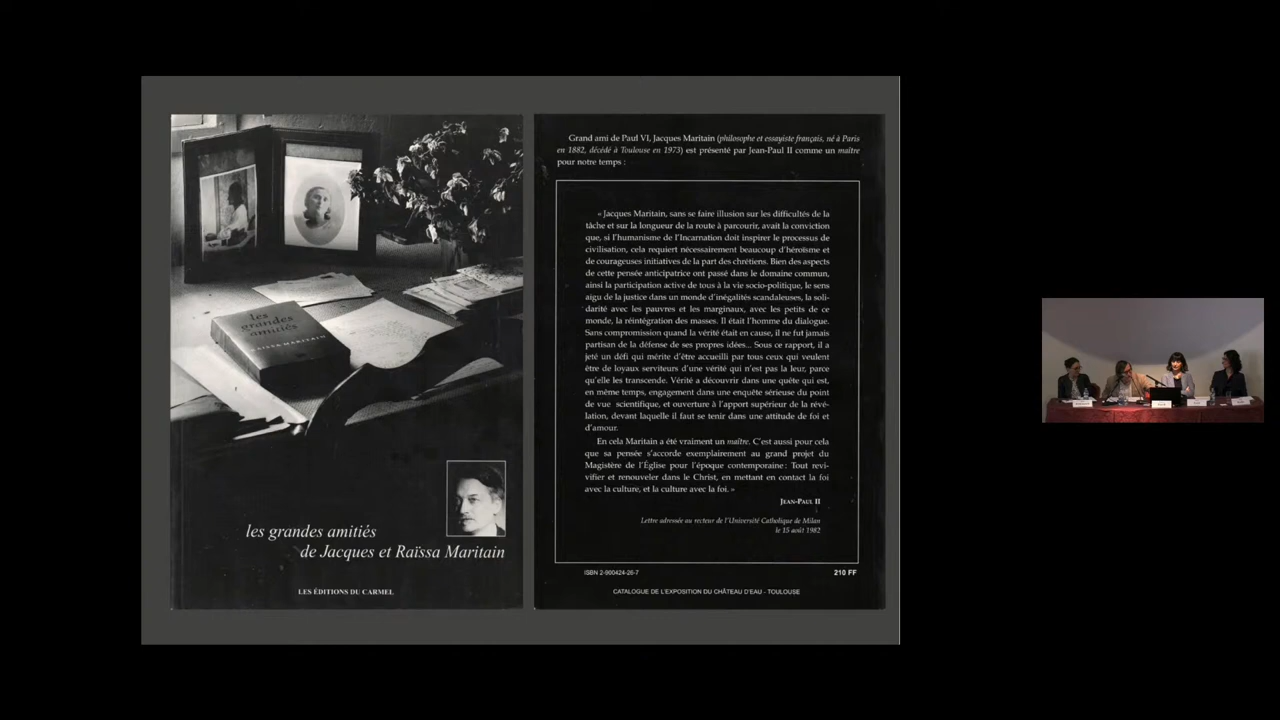 les
grandes
amitiés
RAÏSSA MARITAIN
les grandes amitiés
de Jacques et Raïssa Maritain
LES ÉDITIONS DU CARMEL
Grand ami de Paul VI, Jacques Maritain (philosophe et essayiste français, né à Paris
en 1882, décédé à Toulouse en 1973) est présenté par Jean-Paul II comme un maître
pour notre temps :
« Jacques Maritain, sans se faire illusion sur les difficultés de la
tâche et sur la longueur de la route à parcourir, avait la conviction
que, si l'humanisme de l'Incarnation doit inspirer le processus de
civilisation, cela requiert nécessairement beaucoup d'héroïsme et
de courageuses initiatives de la part des chrétiens. Bien des aspects
de cette pensée anticipatrice ont passé dans le domaine commun,
ainsi la participation active de tous à la vie socio-politique, le sens
aigu de la justice dans un monde d'inégalités scandaleuses, la soli-
darité avec les pauvres et les marginaux, avec les petits de ce
monde, la réintégration des masses. Il était l'homme du dialogue.
Sans compromission quand la vérité était en cause, il ne fut jamais
partisan de la défense de ses propres idées... Sous ce rapport, il a
jeté un défi qui mérite d'être accueilli par tous ceux qui veulent
être de loyaux serviteurs d'une vérité qui n'est pas la leur, parce
qu'elle les transcende. Vérité a découvrir dans une quête qui est,
en même temps, engagement dans une enquête sérieuse du point
de vue scientifique, et ouverture à l'apport supérieur de la révé-
lation, devant laquelle il faut se tenir dans une attitude de foi et
d'amour.
En cela Maritain a été vraiment un maître. C'est aussi pour cela
que sa pensée s'accorde exemplairement au grand projet du
Magistère de l'Église pour l'époque contemporaine : Tout revi-
vifier et renouveler dans le Christ, en mettant en contact la foi
avec la culture, et la culture avec la foi. »
JEAN-PAUL II
Lettre adressée au recteur de l'Université Catholique de Milan
le 15 août 1982
ISBN 2-900424-26-7
210 FF
CATALOGUE DE L'EXPOSITION DU CHÂTEAU D'EAU - TOULOUSE